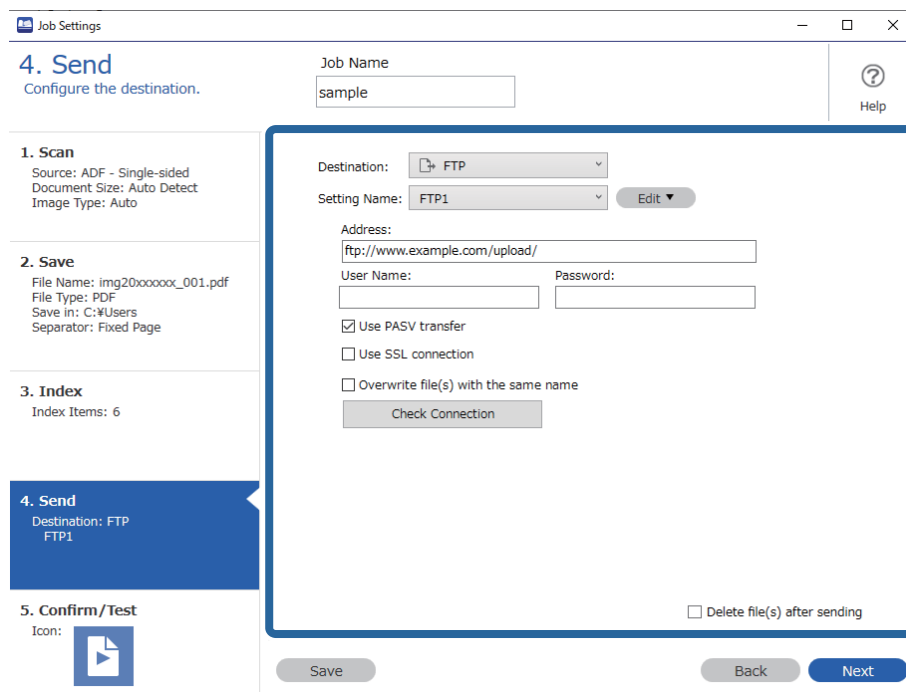 Job Settings
4. Send
Configure the destination.
Job Name
sample
Help
1. Scan
Source: ADF - Single-sided
Document Size: Auto Detect
Image Type: Auto
2. Save
File Name: img20xxxxxx_001.pdf
File Type: PDF
Save in: C:¥Users
Separator: Fixed Page
3. Index
Index Items: 6
4. Send
Destination: FTP
FTP1
5. Confirm/Test
Icon:
Destination: FTP
Setting Name: FTP1 Edit ▼
Address:
ftp://www.example.com/upload/
User Name: Password:
Use PASV transfer
Use SSL connection
Overwrite file(s) with the same name
Check Connection
Delete file(s) after sending
Save Back Next